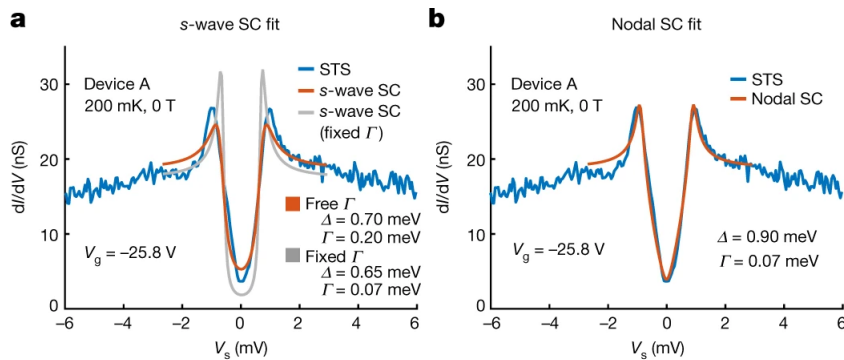 a
s-wave SC fit
Device A
200 mK, 0 T
STS
s-wave SC
s-wave SC
(fixed Γ)
Free Γ
Δ = 0.70 meV
Γ = 0.20 meV
Fixed Γ
Δ = 0.65 meV
Γ = 0.07 meV
Vg = –25.8 V
dI/dV (nS)
30
20
10
0
–6 –4 –2 0 2 4 6
Vs (mV)
b
Nodal SC fit
Device A
200 mK, 0 T
STS
Nodal SC
Vg = –25.8 V
Δ = 0.90 meV
Γ = 0.07 meV
dI/dV (nS)
30
20
10
0
–6 –4 –2 0 2 4 6
Vs (mV)